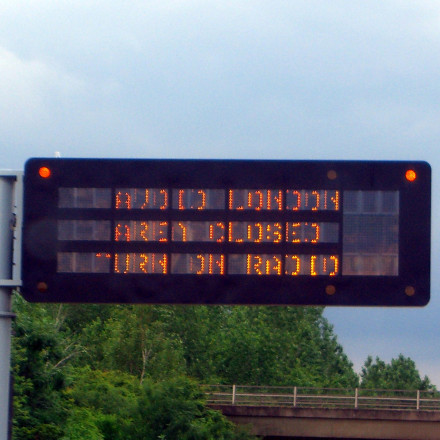 AVOID LONDON
AREA CLOSED
TURN ON RADIO